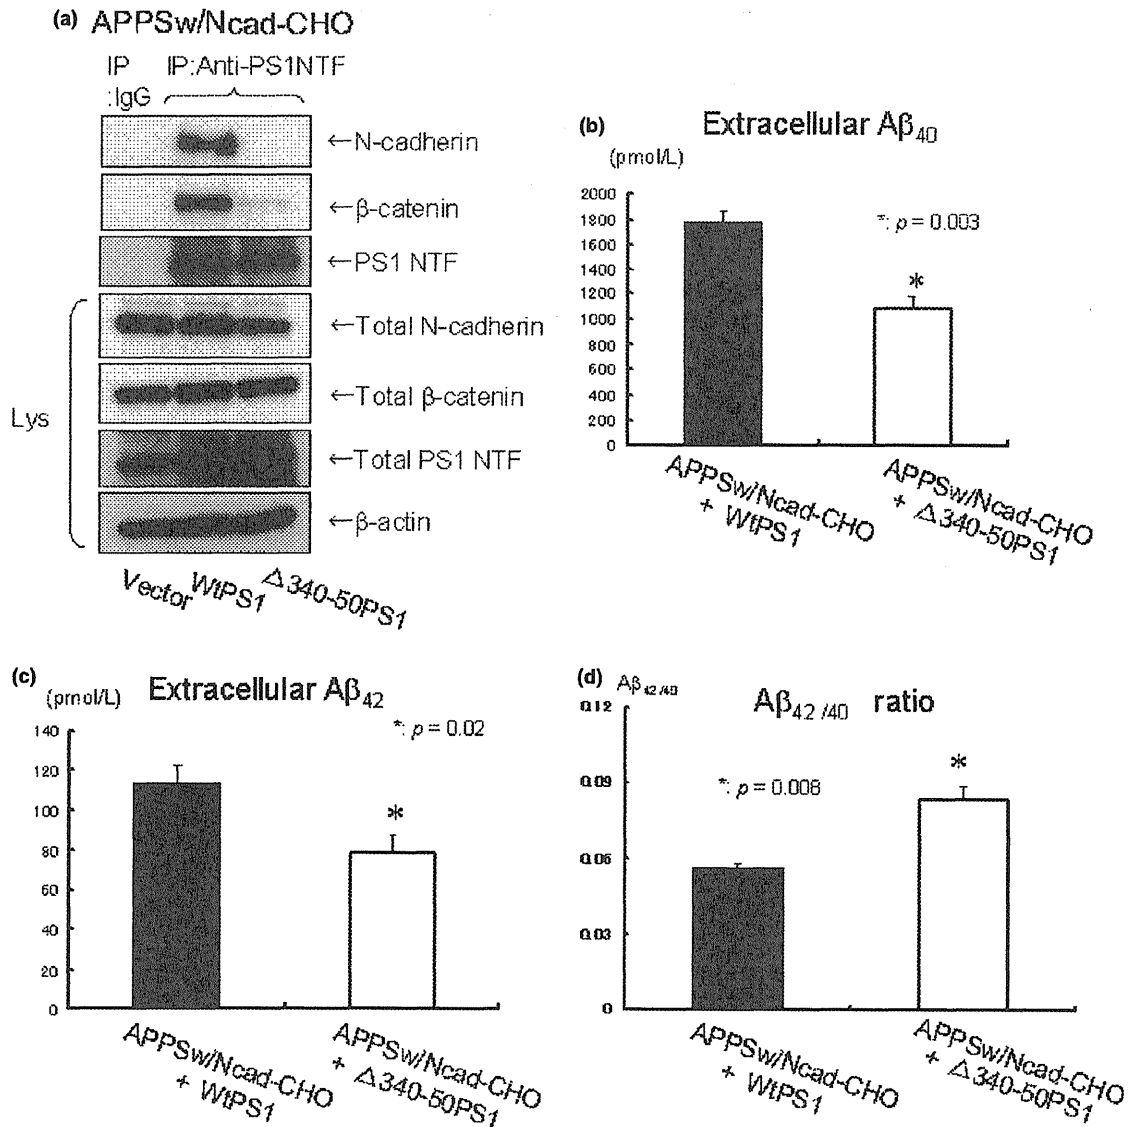 (a) APPSw/Ncad-CHO
IP IP:Anti-PS1NTF
:IgG
←N-cadherin
←β-catenin
←PS1 NTF
←Total N-cadherin
←Total β-catenin
←Total PS1 NTF
←β-actin
Lys
Vector WtPS1 △340-50PS1
(b) Extracellular Aβ40
(pmol/L)
2000
1800
1600
1400
1200
1000
800
600
400
200
0
*: p = 0.003
*
APPSw/Ncad-CHO
+ WtPS1
APPSw/Ncad-CHO
+ △340-50PS1
(c) (pmol/L) Extracellular Aβ42
140
120
100
80
60
40
20
0
*: p = 0.02
*
APPSw/Ncad-CHO
+ WtPS1
APPSw/Ncad-CHO
+ △340-50PS1
(d) Aβ42/40 Aβ42/40 ratio
0.12
0.09
0.06
0.03
0
*: p = 0.008
*
APPSw/Ncad-CHO
+ WtPS1
APPSw/Ncad-CHO
+ △340-50PS1